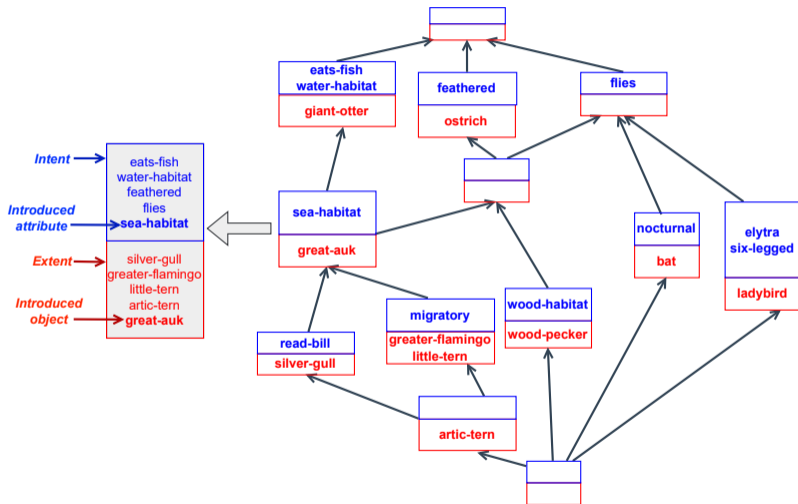 eats-fish
water-habitat
giant-otter
feathered
ostrich
flies
Intent
eats-fish
water-habitat
feathered
flies
sea-habitat
Introduced
attribute
Extent
silver-gull
greater-flamingo
little-tern
artic-tern
great-auk
Introduced
object
sea-habitat
great-auk
nocturnal
bat
elytra
six-legged
ladybird
read-bill
silver-gull
migratory
greater-flamingo
little-tern
wood-habitat
wood-pecker
artic-tern